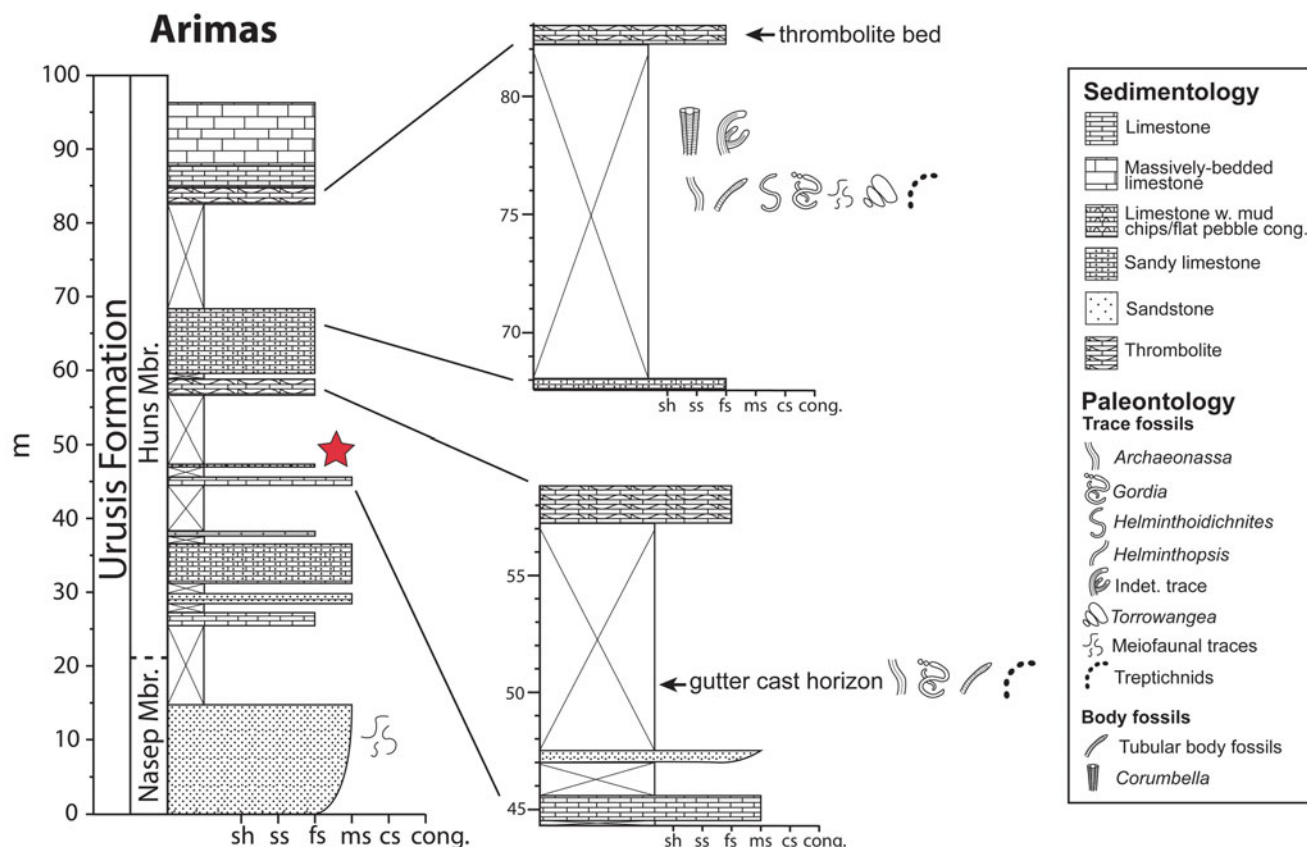 Arimas
100
90
80
70
60
50
40
30
20
10
0
m
Urusis Formation
Huns Mbr.
Nasep Mbr.
sh ss fs ms cs cong.
thrombolite bed
80
75
70
sh ss fs ms cs cong.
55
50
45
gutter cast horizon
sh ss fs ms cs cong.
Sedimentology
Limestone
Massively-bedded
limestone
Limestone w. mud
chips/flat pebble cong.
Sandy limestone
Sandstone
Thrombolite
Paleontology
Trace fossils
Archaeonassa
Gordia
Helminthoidichnites
Helminthopsis
Indet. trace
Torrowangea
Meiofaunal traces
Treptichnids
Body fossils
Tubular body fossils
Corumbella